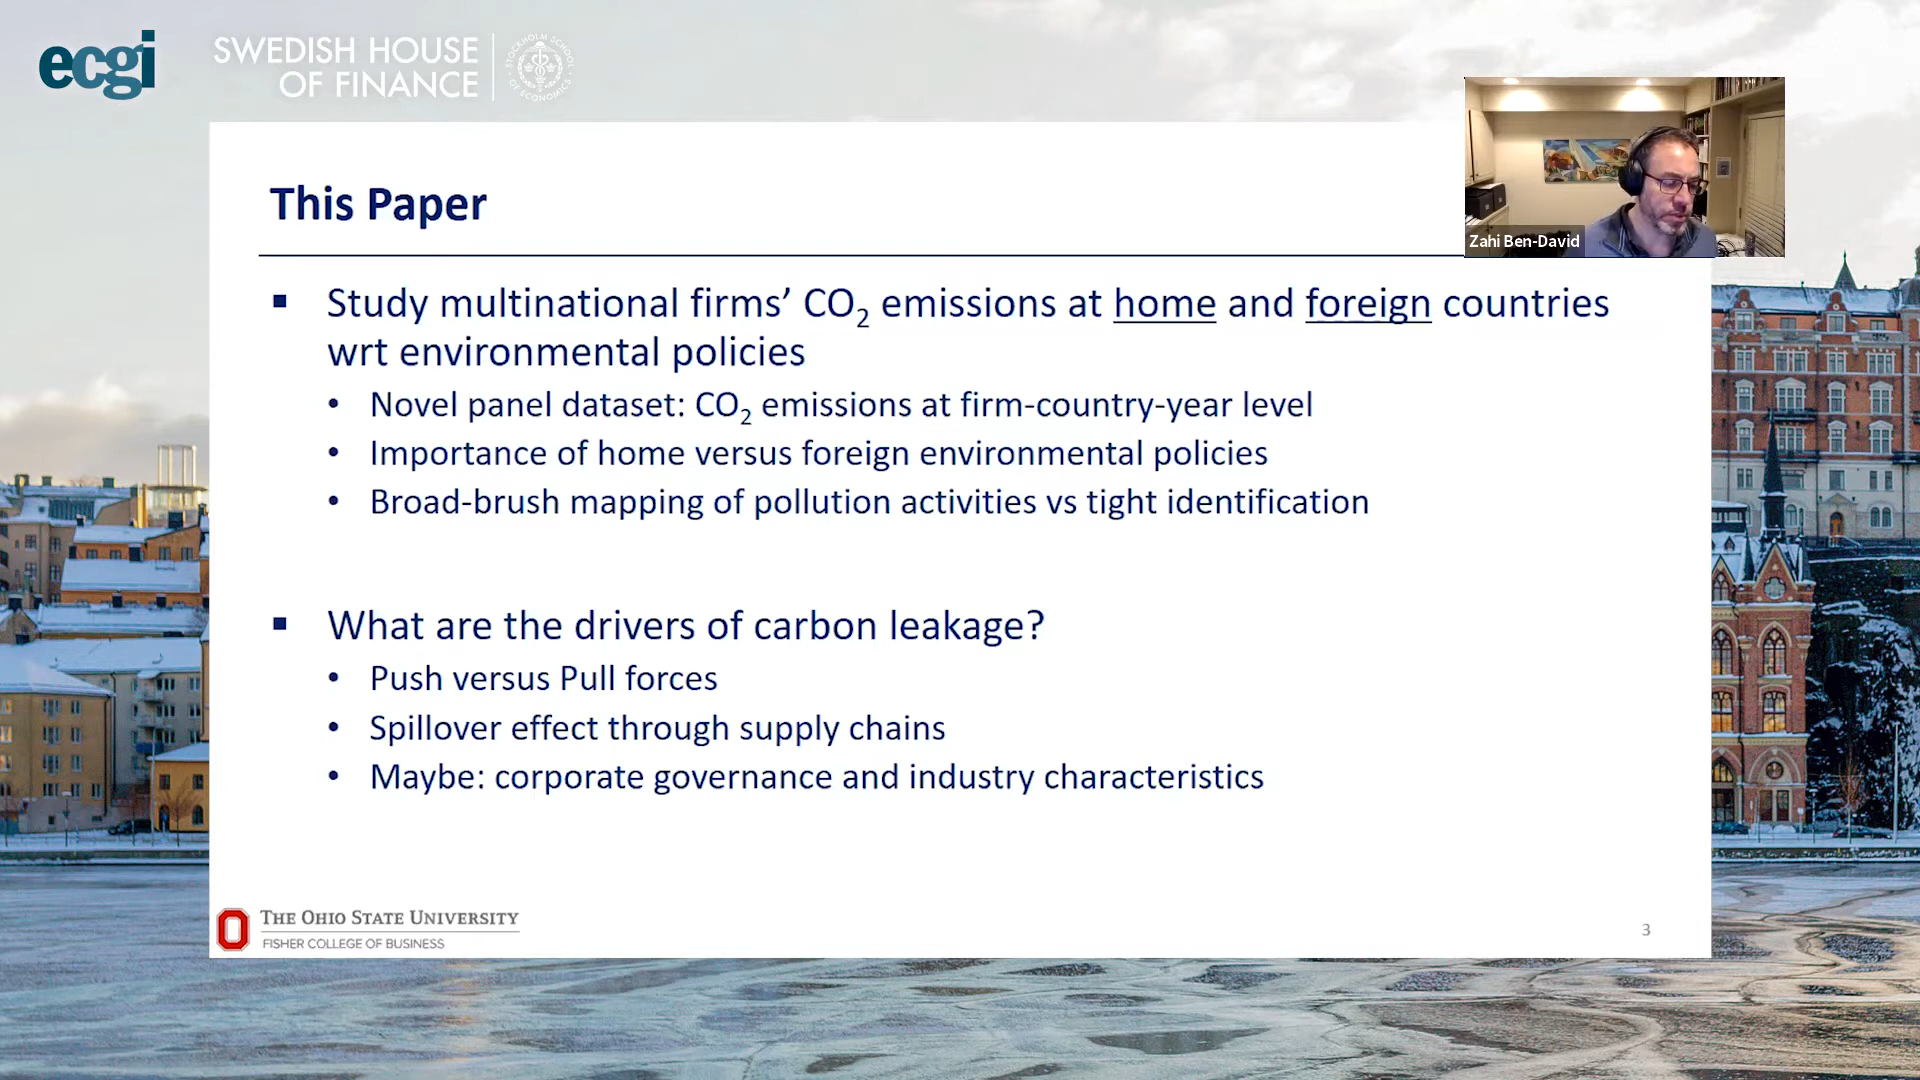 ecgi
SWEDISH HOUSE
OF FINANCE
STOCKHOLM SCHOOL
OF ECONOMICS
Zahi Ben-David
This Paper
▪ Study multinational firms’ CO₂ emissions at home and foreign countries
wrt environmental policies
• Novel panel dataset: CO₂ emissions at firm-country-year level
• Importance of home versus foreign environmental policies
• Broad-brush mapping of pollution activities vs tight identification
▪ What are the drivers of carbon leakage?
• Push versus Pull forces
• Spillover effect through supply chains
• Maybe: corporate governance and industry characteristics
THE OHIO STATE UNIVERSITY
FISHER COLLEGE OF BUSINESS
3